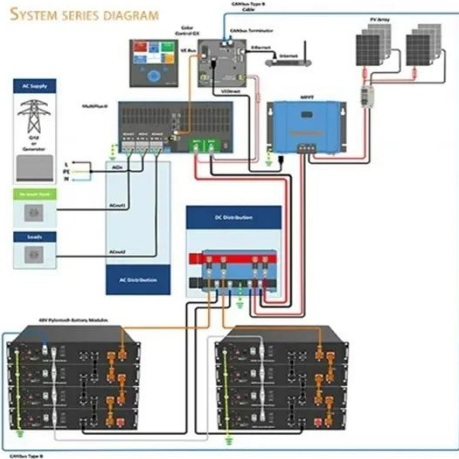 SYSTEM SERIES DIAGRAM
CANbus Type B
Cable
Color
Control GX
CANbus Terminator
PV Array
VE Bus
Ethernet
Internet
AC Supply
VEDirect
MPPT
MultiPlus-II
Grid
or
Generator
L
PE
N
ACin
ACout1
Loads
DC Distribution
ACout2
AC Distribution
48V Pylontech Battery Modules
CANbus Type B